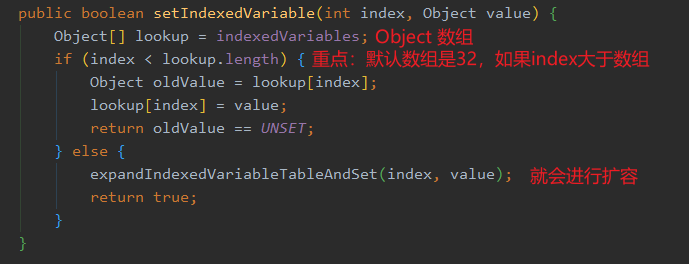 public boolean setIndexedVariable(int index, Object value) {
    Object[] lookup = indexedVariables; Object 数组
    if (index < lookup.length) { 重点：默认数组是32，如果index大于数组
        Object oldValue = lookup[index];
        lookup[index] = value;
        return oldValue == UNSET;
    } else {
        expandIndexedVariableTableAndSet(index, value); 就会进行扩容
        return true;
    }
}